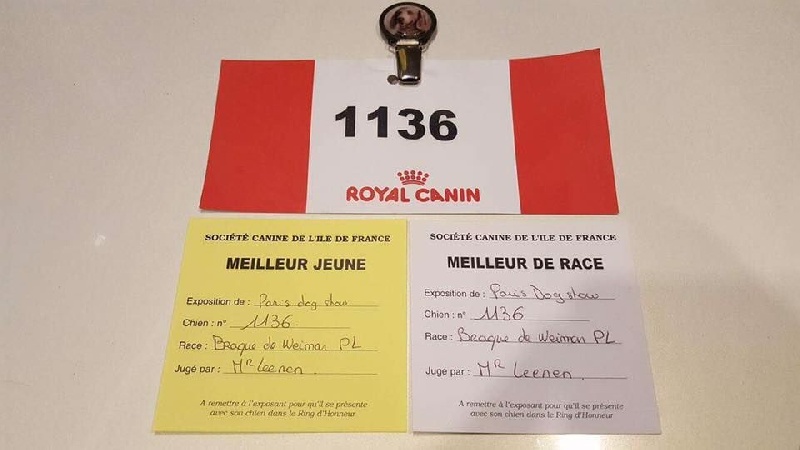 1136
ROYAL CANIN
SOCIÉTÉ CANINE DE L'ILE DE FRANCE
MEILLEUR JEUNE
Exposition de : Paris dog show
Chien : n° 1136
Race : Braque de Weimar PL
Jugé par : Mr Leenen
A remettre à l'exposant pour qu'il se présente
avec son chien dans le Ring d'Honneur
SOCIÉTÉ CANINE DE L'ILE DE FRANCE
MEILLEUR DE RACE
Exposition de : Paris Dog show
Chien : n° 1136
Race : Braque de Weimar PL
Jugé par : Mr Leenen
A remettre à l'exposant pour qu'il se présente
avec son chien dans le Ring d'Honneur